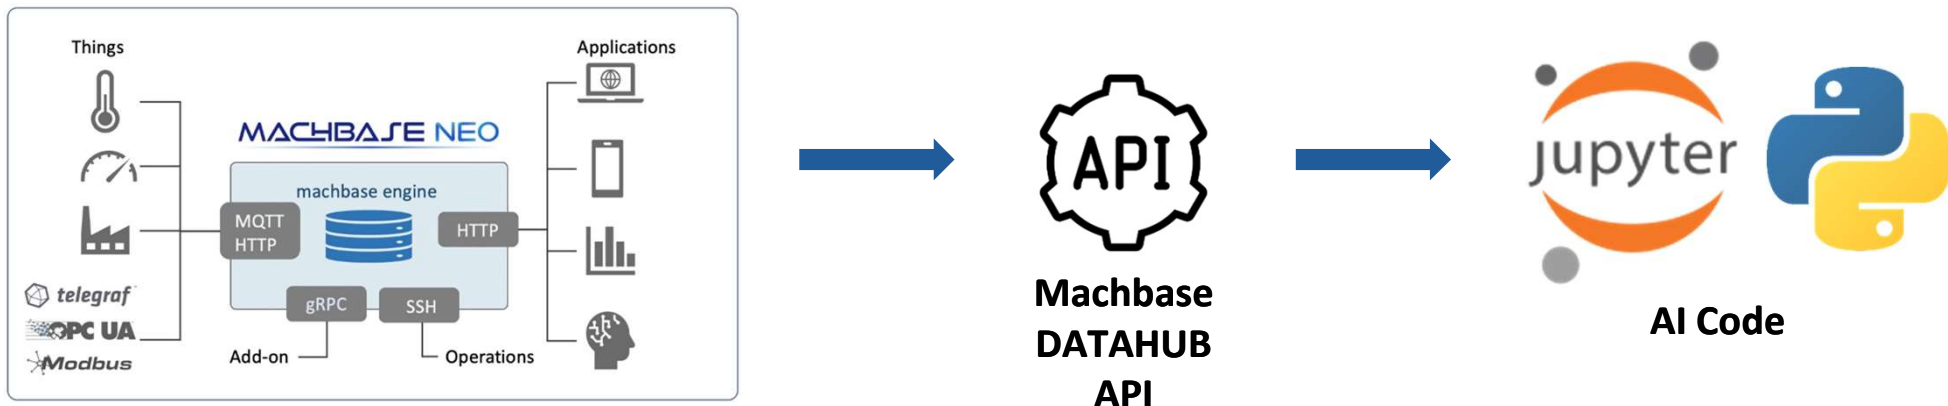 Things
Applications
MACHBASE NEO
machbase engine
MQTT
HTTP
HTTP
telegraf
OPC UA
Modbus
gRPC
SSH
Add-on
Operations
API
Machbase
DATAHUB
API
jupyter
AI Code